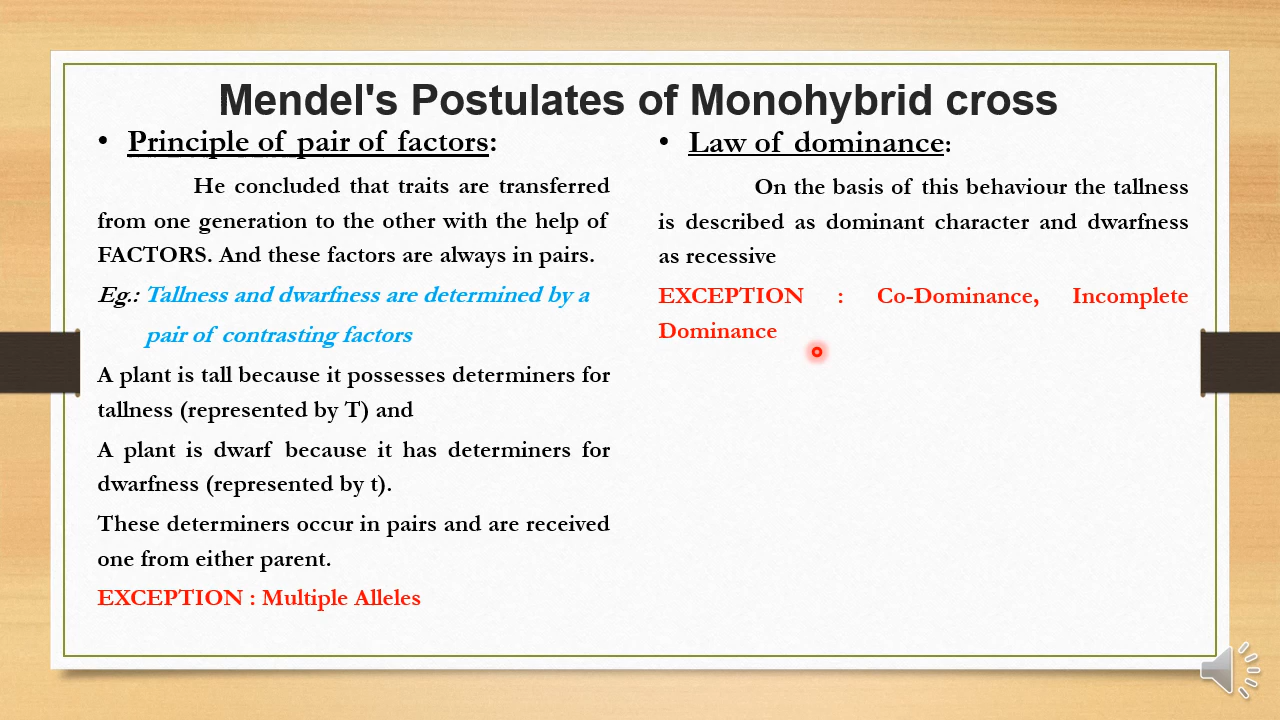 Mendel's Postulates of Monohybrid cross
• Principle of pair of factors:
He concluded that traits are transferred
from one generation to the other with the help of
FACTORS. And these factors are always in pairs.
Eg.: Tallness and dwarfness are determined by a
pair of contrasting factors
A plant is tall because it possesses determiners for
tallness (represented by T) and
A plant is dwarf because it has determiners for
dwarfness (represented by t).
These determiners occur in pairs and are received
one from either parent.
EXCEPTION : Multiple Alleles
• Law of dominance:
On the basis of this behaviour the tallness
is described as dominant character and dwarfness
as recessive
EXCEPTION : Co-Dominance, Incomplete
Dominance